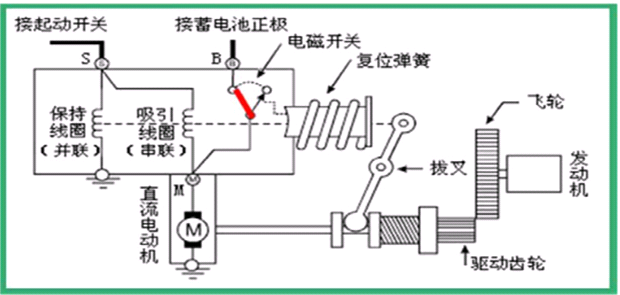 接起动开关
接蓄电池正极
S
B
电磁开关
复位弹簧
飞轮
保持
线圈
(并联)
吸引
线圈
(串联)
发动机
拨叉
直流电动机
M
M
驱动齿轮